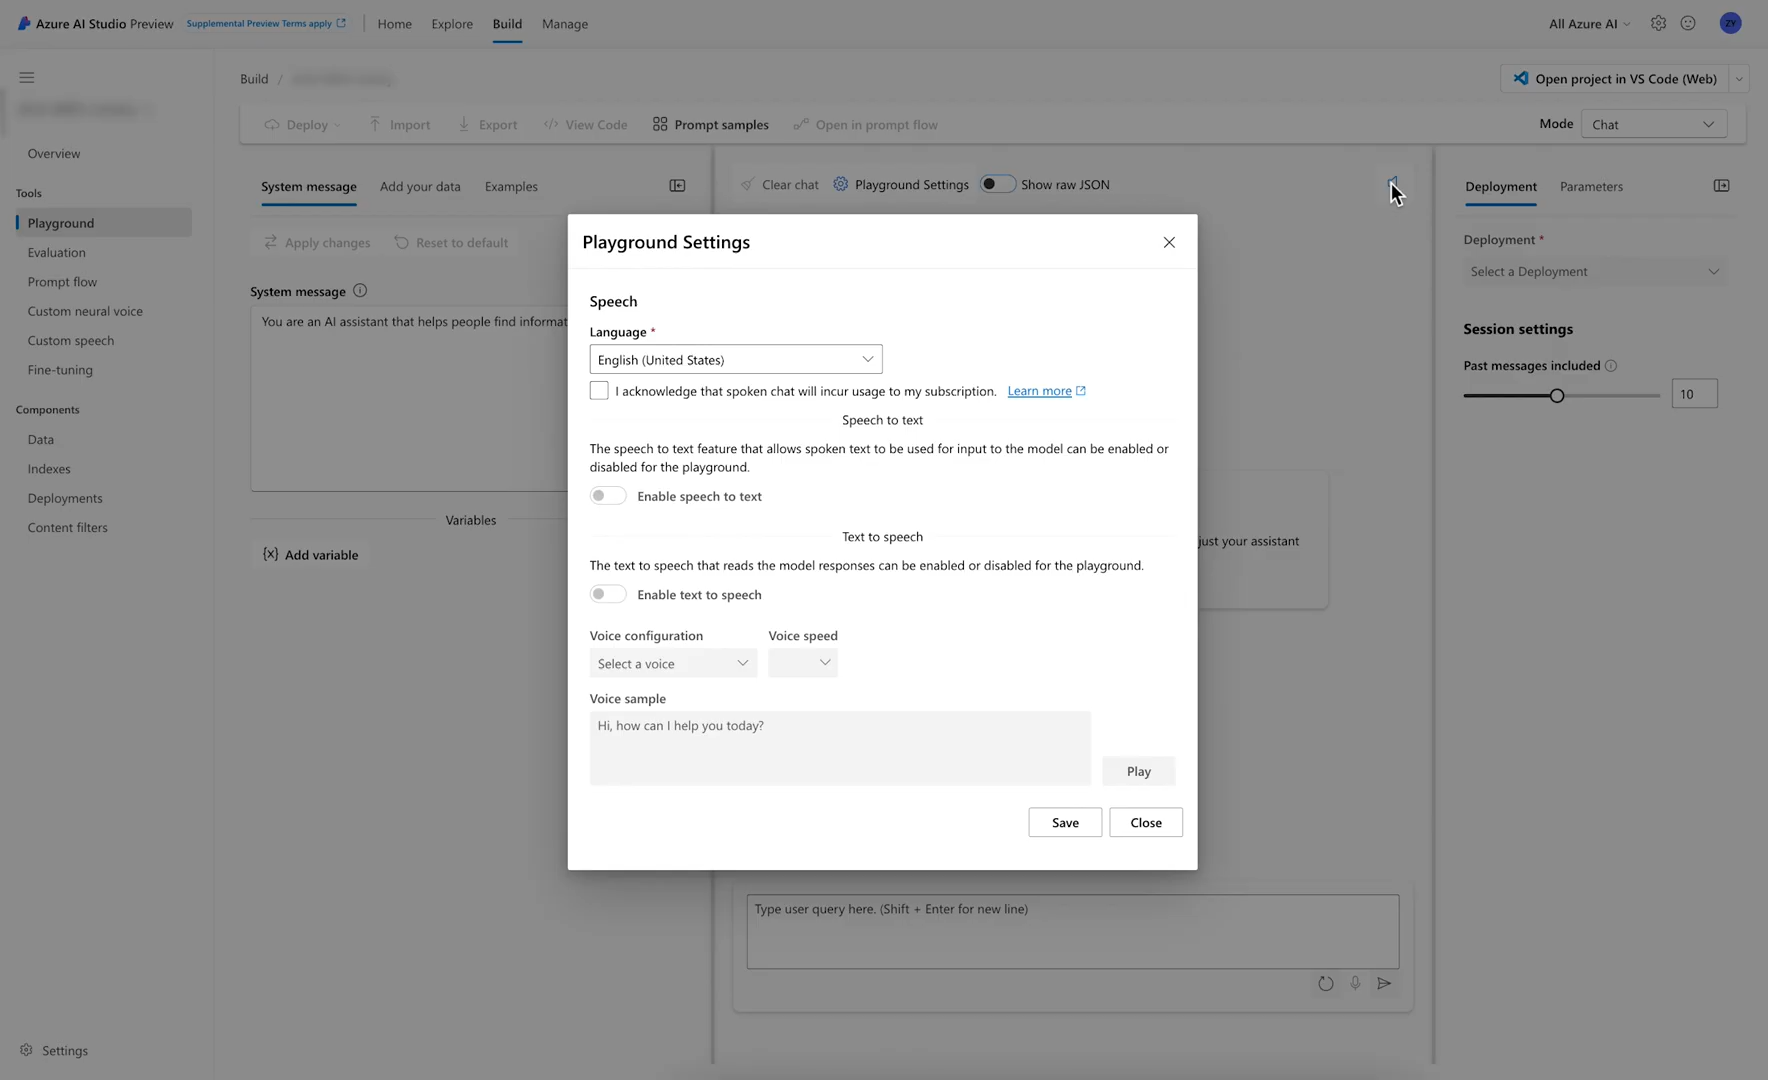 Azure AI Studio Preview
Supplemental Preview Terms apply
Home
Explore
Build
Manage
All Azure AI
ZY
Build /
Open project in VS Code (Web)
Deploy
Import
Export
View Code
Prompt samples
Open in prompt flow
Mode
Chat
Overview
Tools
Playground
Evaluation
Prompt flow
Custom neural voice
Custom speech
Fine-tuning
Components
Data
Indexes
Deployments
Content filters
Settings
System message
Add your data
Examples
Apply changes
Reset to default
System message
You are an AI assistant that helps people find informat
Variables
{x} Add variable
Clear chat
Playground Settings
Show raw JSON
Playground Settings
Speech
Language *
English (United States)
I acknowledge that spoken chat will incur usage to my subscription. Learn more
Speech to text
The speech to text feature that allows spoken text to be used for input to the model can be enabled or
disabled for the playground.
Enable speech to text
Text to speech
The text to speech that reads the model responses can be enabled or disabled for the playground.
Enable text to speech
Voice configuration
Voice speed
Select a voice
Voice sample
Hi, how can I help you today?
Play
Save
Close
just your assistant
Type user query here. (Shift + Enter for new line)
Deployment
Parameters
Deployment *
Select a Deployment
Session settings
Past messages included
10